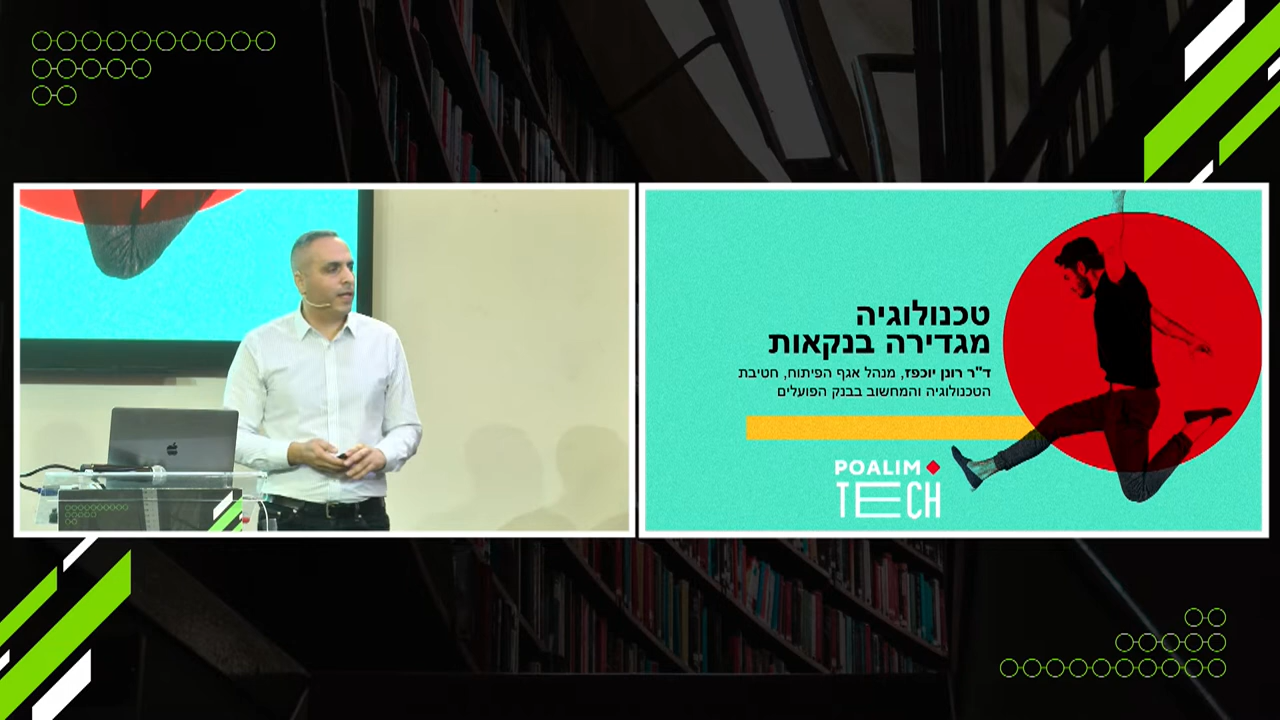 טכנולוגיה
מגדירה בנקאות
ד"ר רונן יוכפז, מנהל אגף הפיתוח, חטיבת
הטכנולוגיה והמחשוב בבנק הפועלים
POALIM
TECH